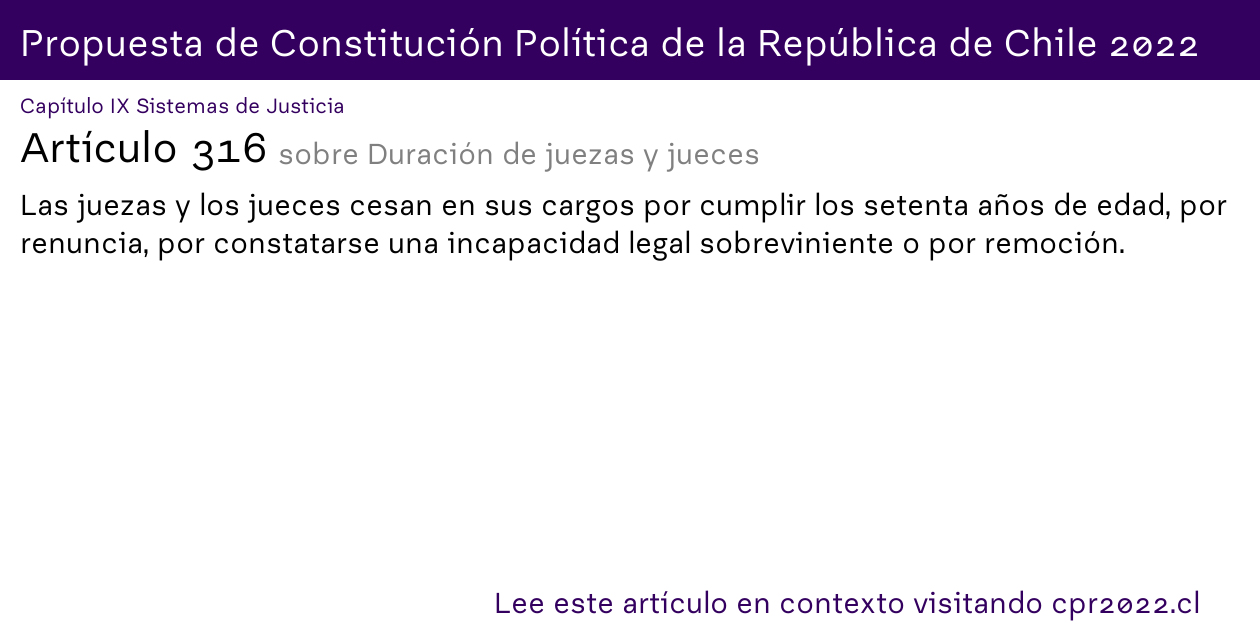 Propuesta de Constitución Política de la República de Chile 2022
Capítulo IX Sistemas de Justicia
Artículo 316 sobre Duración de juezas y jueces
Las juezas y los jueces cesan en sus cargos por cumplir los setenta años de edad, por
renuncia, por constatarse una incapacidad legal sobreviniente o por remoción.
Lee este artículo en contexto visitando cpr2022.cl